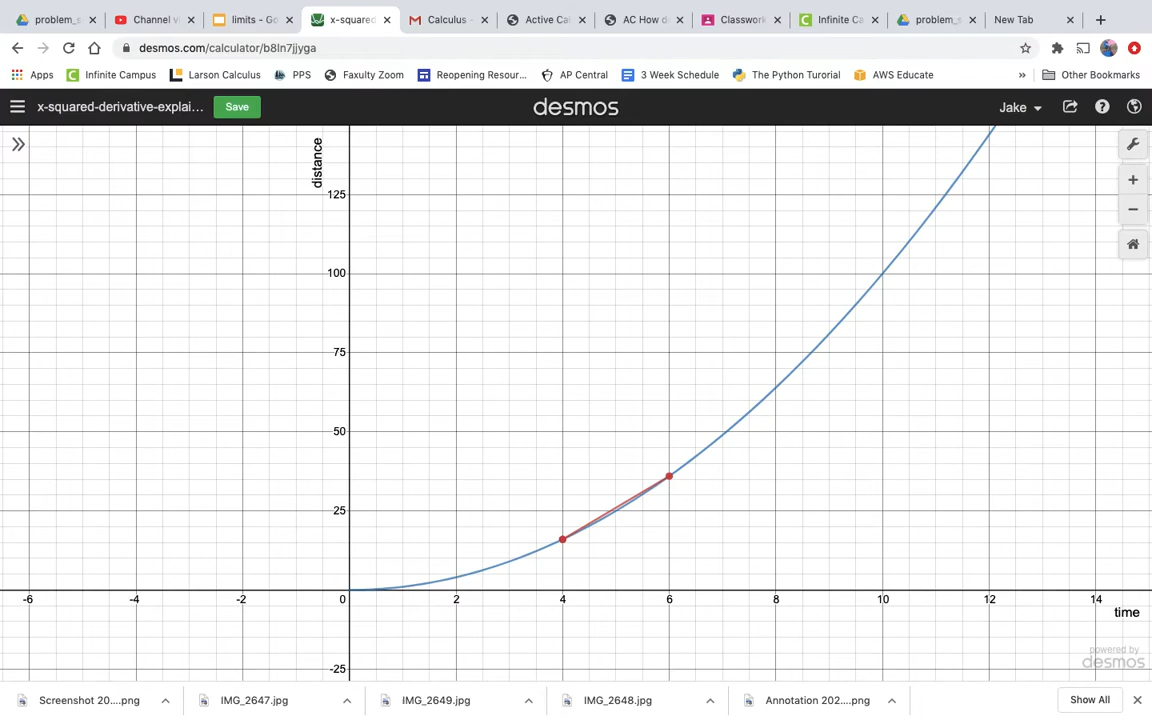 problem_s
Channel v
limits - Go
x-squared
Calculus -
Active Cal
AC How d
Classwork
Infinite Ca
problem_s
New Tab
desmos.com/calculator/b8ln7jjyga
Apps
Infinite Campus
Larson Calculus
PPS
Faxulty Zoom
Reopening Resour...
AP Central
3 Week Schedule
The Python Turorial
AWS Educate
»
Other Bookmarks
x-squared-derivative-explai...
Save
desmos
Jake
distance
125
100
75
50
25
-6
-4
-2
0
2
4
6
8
10
12
14
time
-25
powered by
desmos
Screenshot 20....png
IMG_2647.jpg
IMG_2649.jpg
IMG_2648.jpg
Annotation 202....png
Show All